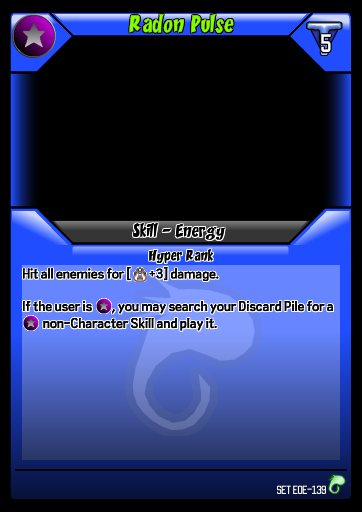 Radon Pulse
5
Skill - Energy
Hyper Rank
Hit all enemies for [ +3] damage.
If the user is , you may search your Discard Pile for a
non-Character Skill and play it.
SET EOE-139